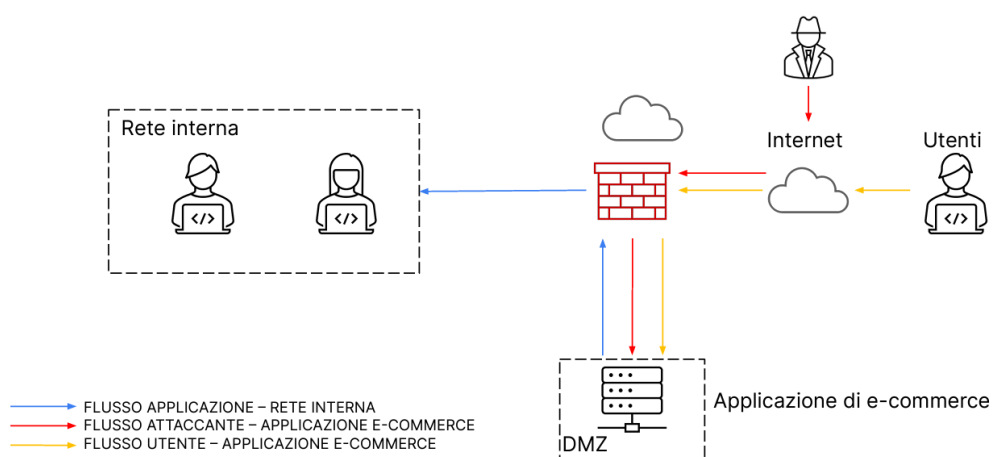 Rete interna
Internet
Utenti
</>
</>
Applicazione di e-commerce
DMZ
FLUSSO APPLICAZIONE – RETE INTERNA
FLUSSO ATTACCANTE – APPLICAZIONE E-COMMERCE
FLUSSO UTENTE – APPLICAZIONE E-COMMERCE